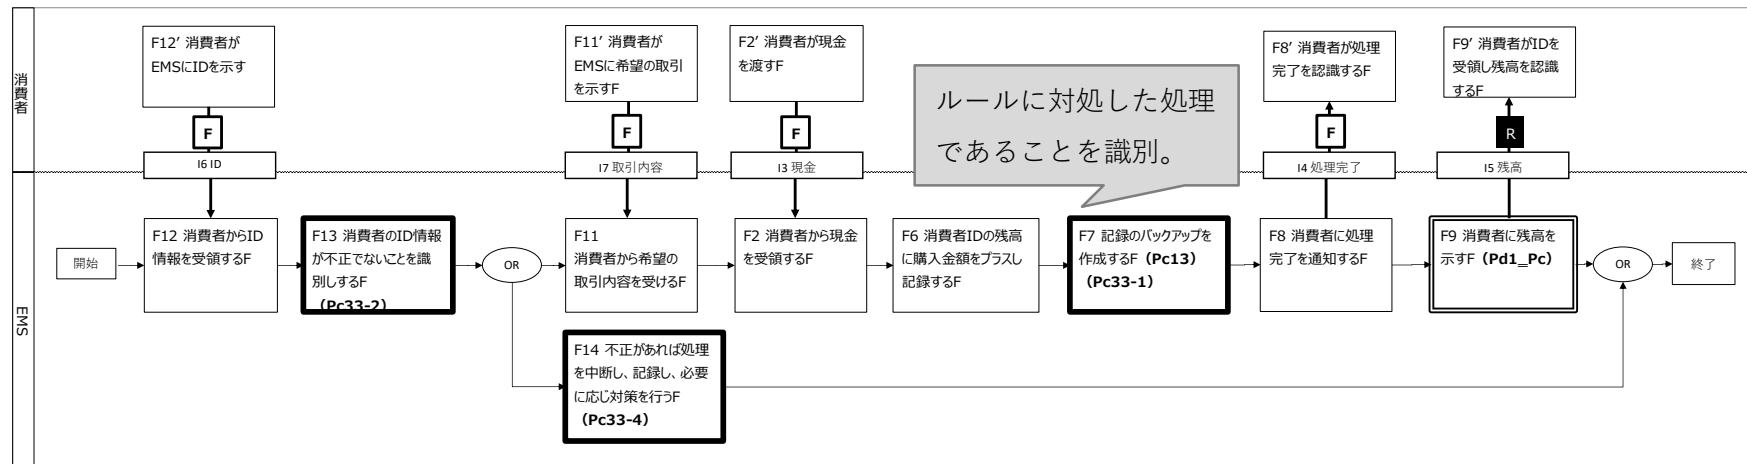 消費者
F12’ 消費者が
EMSにIDを示す
F11’ 消費者が
EMSに希望の取引
を示すF
F2’ 消費者が現金
を渡すF
F8’ 消費者が処理
完了を認識するF
F9’ 消費者がIDを
受領し残高を認識
するF
ルールに対処した処理
であることを識別。
F
F
F
F
R
I6 ID
I7 取引内容
I3 現金
I4 処理完了
I5 残高
EMS
開始
F12 消費者からID
情報を受領するF
F13 消費者のID情報
が不正でないことを識
別しするF
（Pc33-2）
OR
F11
消費者から希望の
取引内容を受けるF
F2 消費者から現金
を受領するF
F6 消費者IDの残高
に購入金額をプラスし
記録するF
F7 記録のバックアップを
作成するF（Pc13）
（Pc33-1）
F8 消費者に処理
完了を通知するF
F9 消費者に残高を
示すF（Pd1_Pc）
OR
終了
F14 不正があれば処理
を中断し、記録し、必要
に応じ対策を行うF
（Pc33-4）